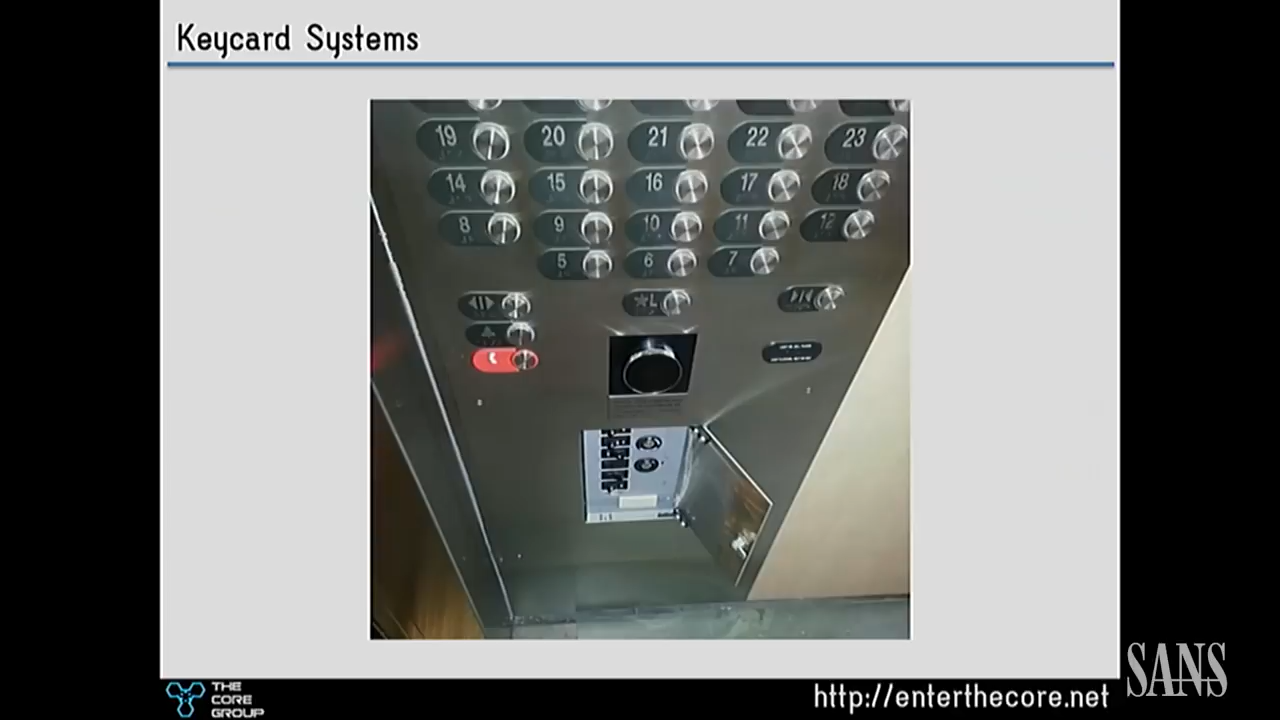 Keycard Systems
19 20 21 22 23
14 15 16 17 18
8 9 10 11 12
5 6 7
★L
THE
CORE
GROUP
http://enterthecore.net
SANS